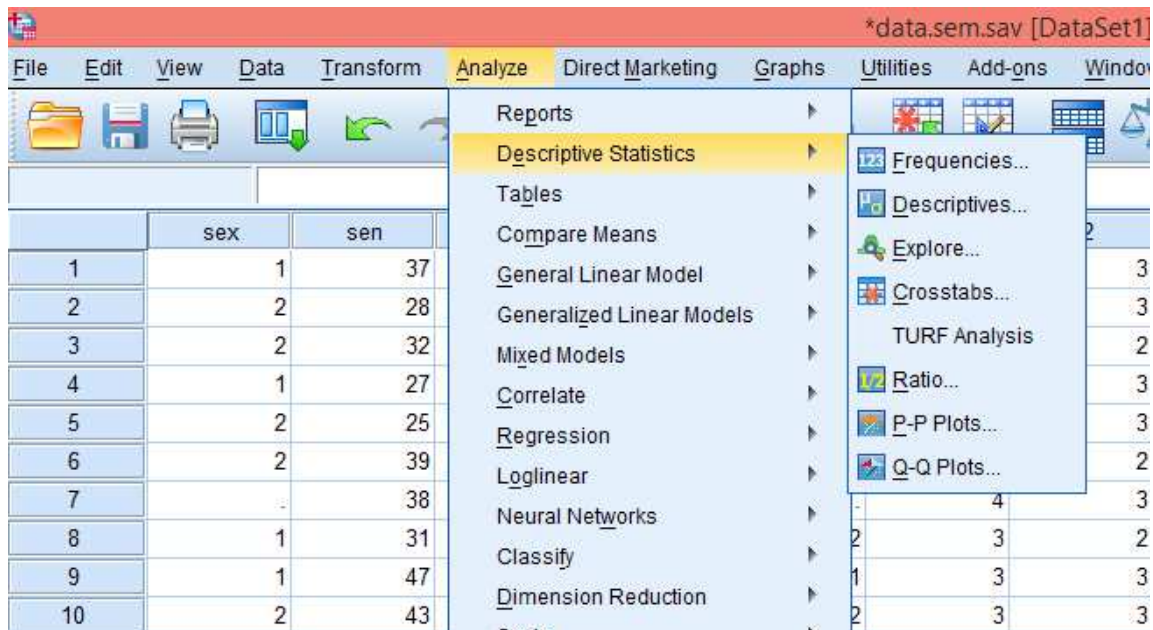 *data.sem.sav [DataSet1]
File Edit View Data Transform Analyze Direct Marketing Graphs Utilities Add-ons Window
Reports
Descriptive Statistics
Tables
Compare Means
General Linear Model
Generalized Linear Models
Mixed Models
Correlate
Regression
Loglinear
Neural Networks
Classify
Dimension Reduction
123 Frequencies...
Descriptives...
Explore...
Crosstabs...
TURF Analysis
1/2 Ratio...
P-P Plots...
Q-Q Plots...
sex sen 2
1 1 37 3
2 2 28 3
3 2 32 2
4 1 27 3
5 2 25 3
6 2 39 2
7 . 38 . 4 3
8 1 31 2 3 2
9 1 47 1 3 3
10 2 43 2 3 3